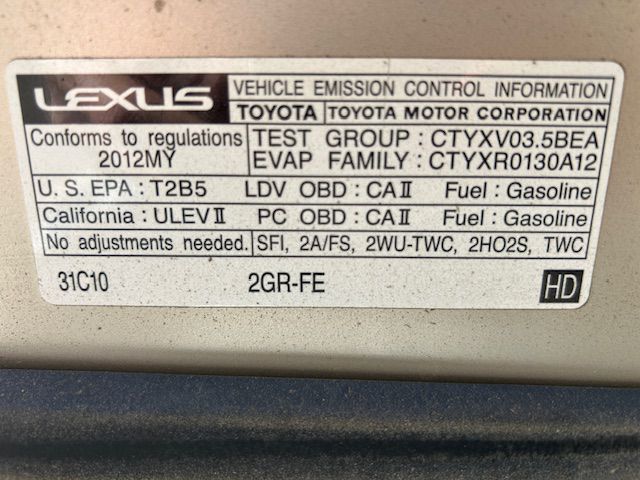 LEXUS
VEHICLE EMISSION CONTROL INFORMATION
TOYOTA TOYOTA MOTOR CORPORATION
Conforms to regulations
2012MY
TEST GROUP : CTYXV03.5BEA
EVAP FAMILY : CTYXR0130A12
U. S. EPA : T2B5 LDV OBD : CAⅡ Fuel : Gasoline
California : ULEVⅡ PC OBD : CAⅡ Fuel : Gasoline
No adjustments needed. SFI, 2A/FS, 2WU-TWC, 2HO2S, TWC
31C10 2GR-FE HD